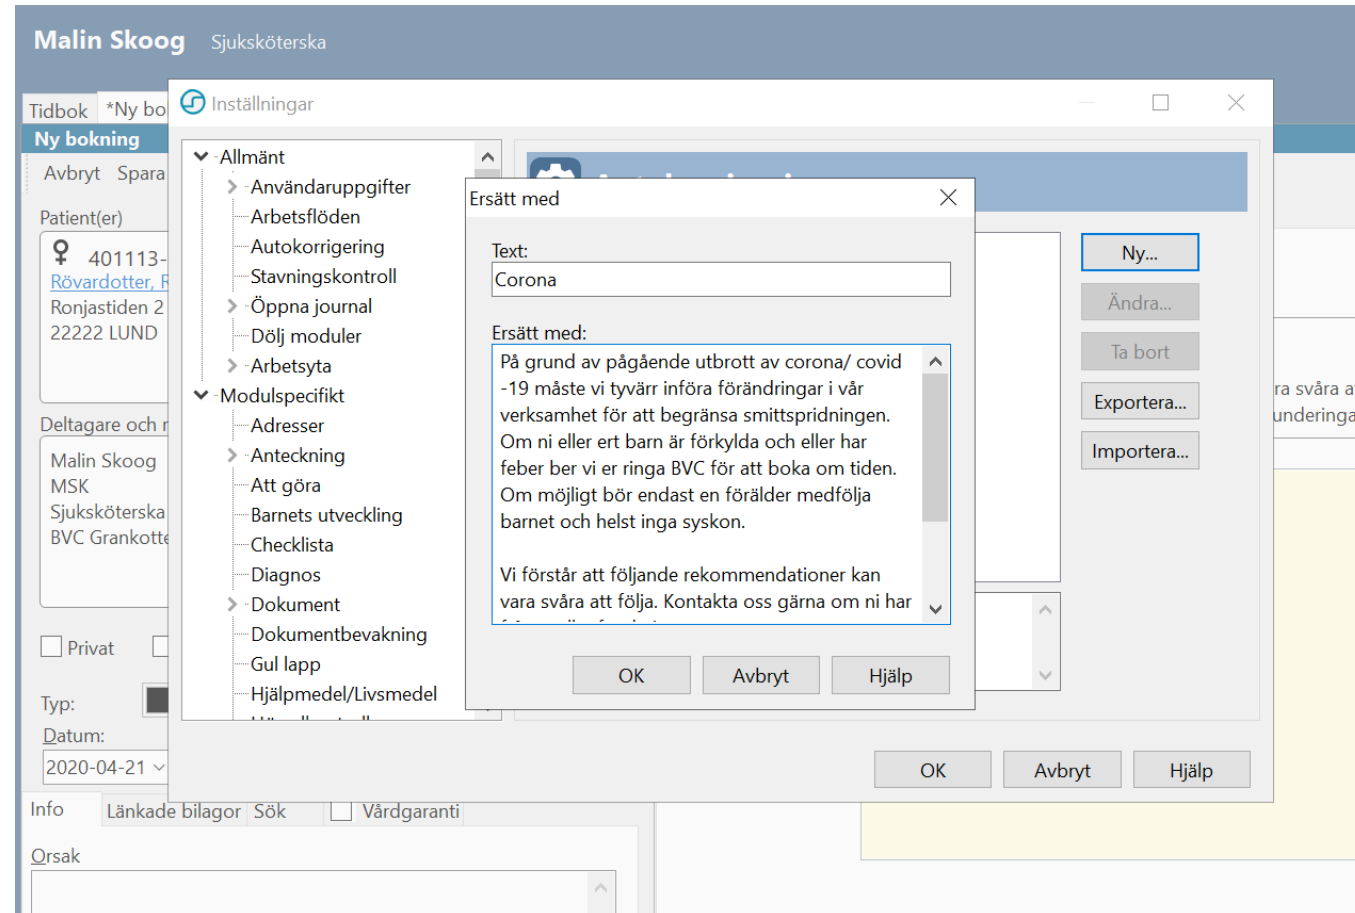 Malin Skoog Sjuksköterska
Tidbok *Ny bo
Inställningar
Ny bokning
Avbryt Spara
Patient(er)
401113-
Rövardotter, R
Ronjastiden 2
22222 LUND
Deltagare och r
Malin Skoog
MSK
Sjuksköterska
BVC Grankotte
Privat
Typ:
Datum:
2020-04-21
Info Länkade bilagor Sök Vårdgaranti
Orsak
Allmänt
Användaruppgifter
Arbetsflöden
Autokorrigering
Stavningskontroll
Öppna journal
Dölj moduler
Arbetsyta
Modulspecifikt
Adresser
Anteckning
Att göra
Barnets utveckling
Checklista
Diagnos
Dokument
Dokumentbevakning
Gul lapp
Hjälpmedel/Livsmedel
Ersätt med
Text:
Corona
Ersätt med:
På grund av pågående utbrott av corona/ covid
-19 måste vi tyvärr införa förändringar i vår
verksamhet för att begränsa smittspridningen.
Om ni eller ert barn är förkylda och eller har
feber ber vi er ringa BVC för att boka om tiden.
Om möjligt bör endast en förälder medfölja
barnet och helst inga syskon.
Vi förstår att följande rekommendationer kan
vara svåra att följa. Kontakta oss gärna om ni har
OK Avbryt Hjälp
Ny...
Ändra...
Ta bort
Exportera...
Importera...
OK Avbryt Hjälp
ra svåra a
underinga